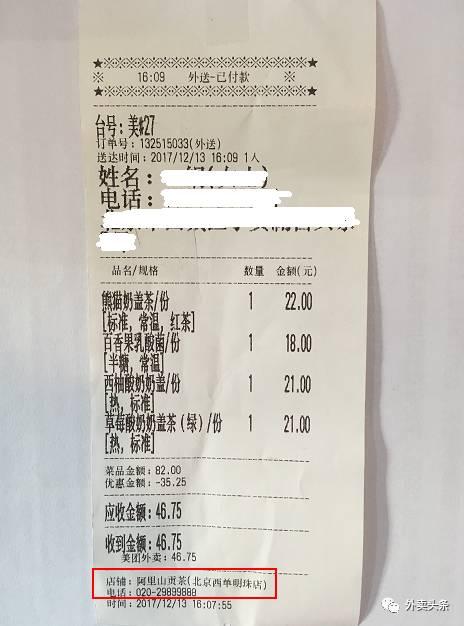 16:09 外送-已付款
台号:美#27
订单号:132515033(外送)
送达时间:2017/12/13 16:09 1人
姓名:
电话:
品名/规格 数量 金额(元)
熊猫奶盖茶/份 1 22.00
[标准,常温,红茶]
百香果乳酸菌/份 1 18.00
[半糖,常温]
西柚酸奶奶盖/份 1 21.00
[热,标准]
草莓酸奶奶盖茶(绿)/份 1 21.00
[热,标准]
菜品金额:82.00
优惠金额:-35.25
应收金额:46.75
收到金额:46.75
美团外卖:46.75
店铺:阿里山贡茶(北京西单明珠店)
电话:020-29899888
时间:2017/12/13 16:07:55
外卖头条